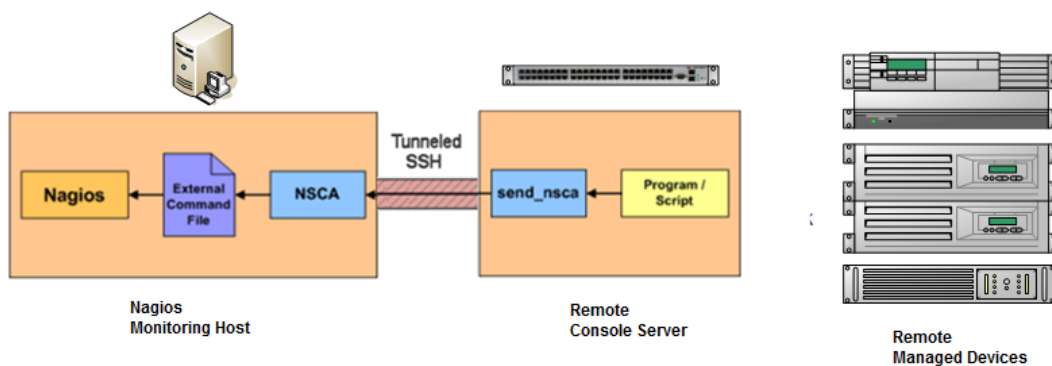 Tunneled
SSH
Nagios
External
Command
File
NSCA
send_nsca
Program /
Script
Nagios
Monitoring Host
Remote
Console Server
Remote
Managed Devices